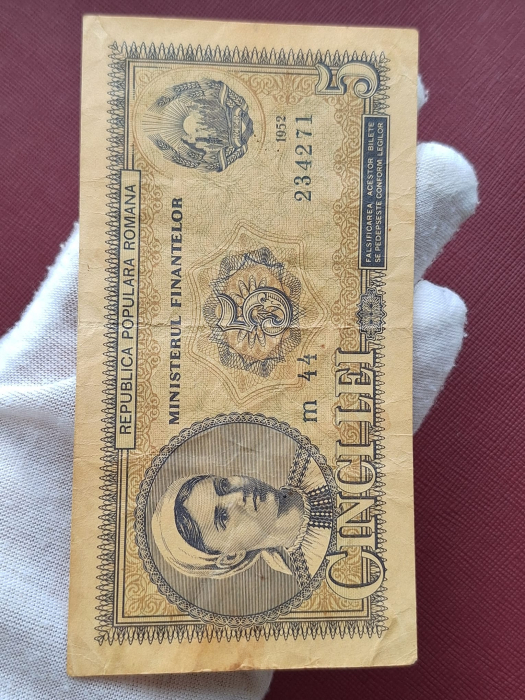 REPUBLICA POPULARA ROMANA
5
MINISTERUL FINANTELOR
1952
234271
5
m 44
FALSIFICAREA ACESTOR BILETE
SE PEDEPSESTE CONFORM LEGILOR
CINCI LEI